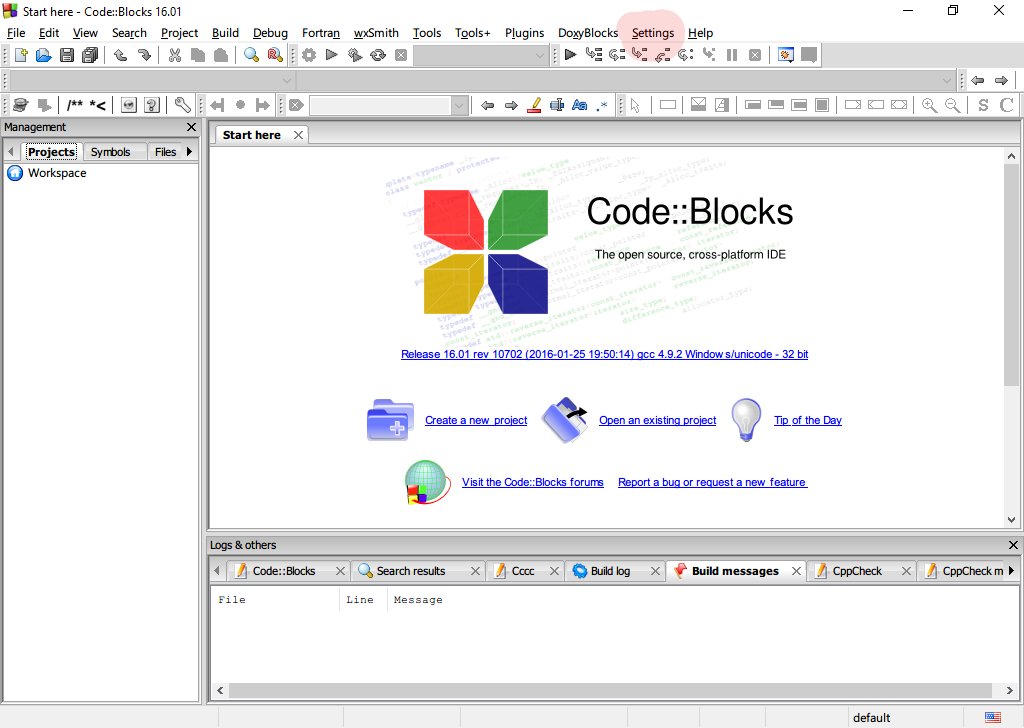 Start here - Code::Blocks 16.01
File Edit View Search Project Build Debug Fortran wxSmith Tools Tools+ Plugins DoxyBlocks Settings Help
/** *<
Aa .*
S C
Management
Projects Symbols Files
Workspace
Start here
Code::Blocks
The open source, cross-platform IDE
Release 16.01 rev 10702 (2016-01-25 19:50:14) gcc 4.9.2 Windows/unicode - 32 bit
Create a new project Open an existing project Tip of the Day
Visit the Code::Blocks forums Report a bug or request a new feature
Logs & others
Code::Blocks Search results Cccc Build log Build messages CppCheck CppCheck m
File Line Message
default